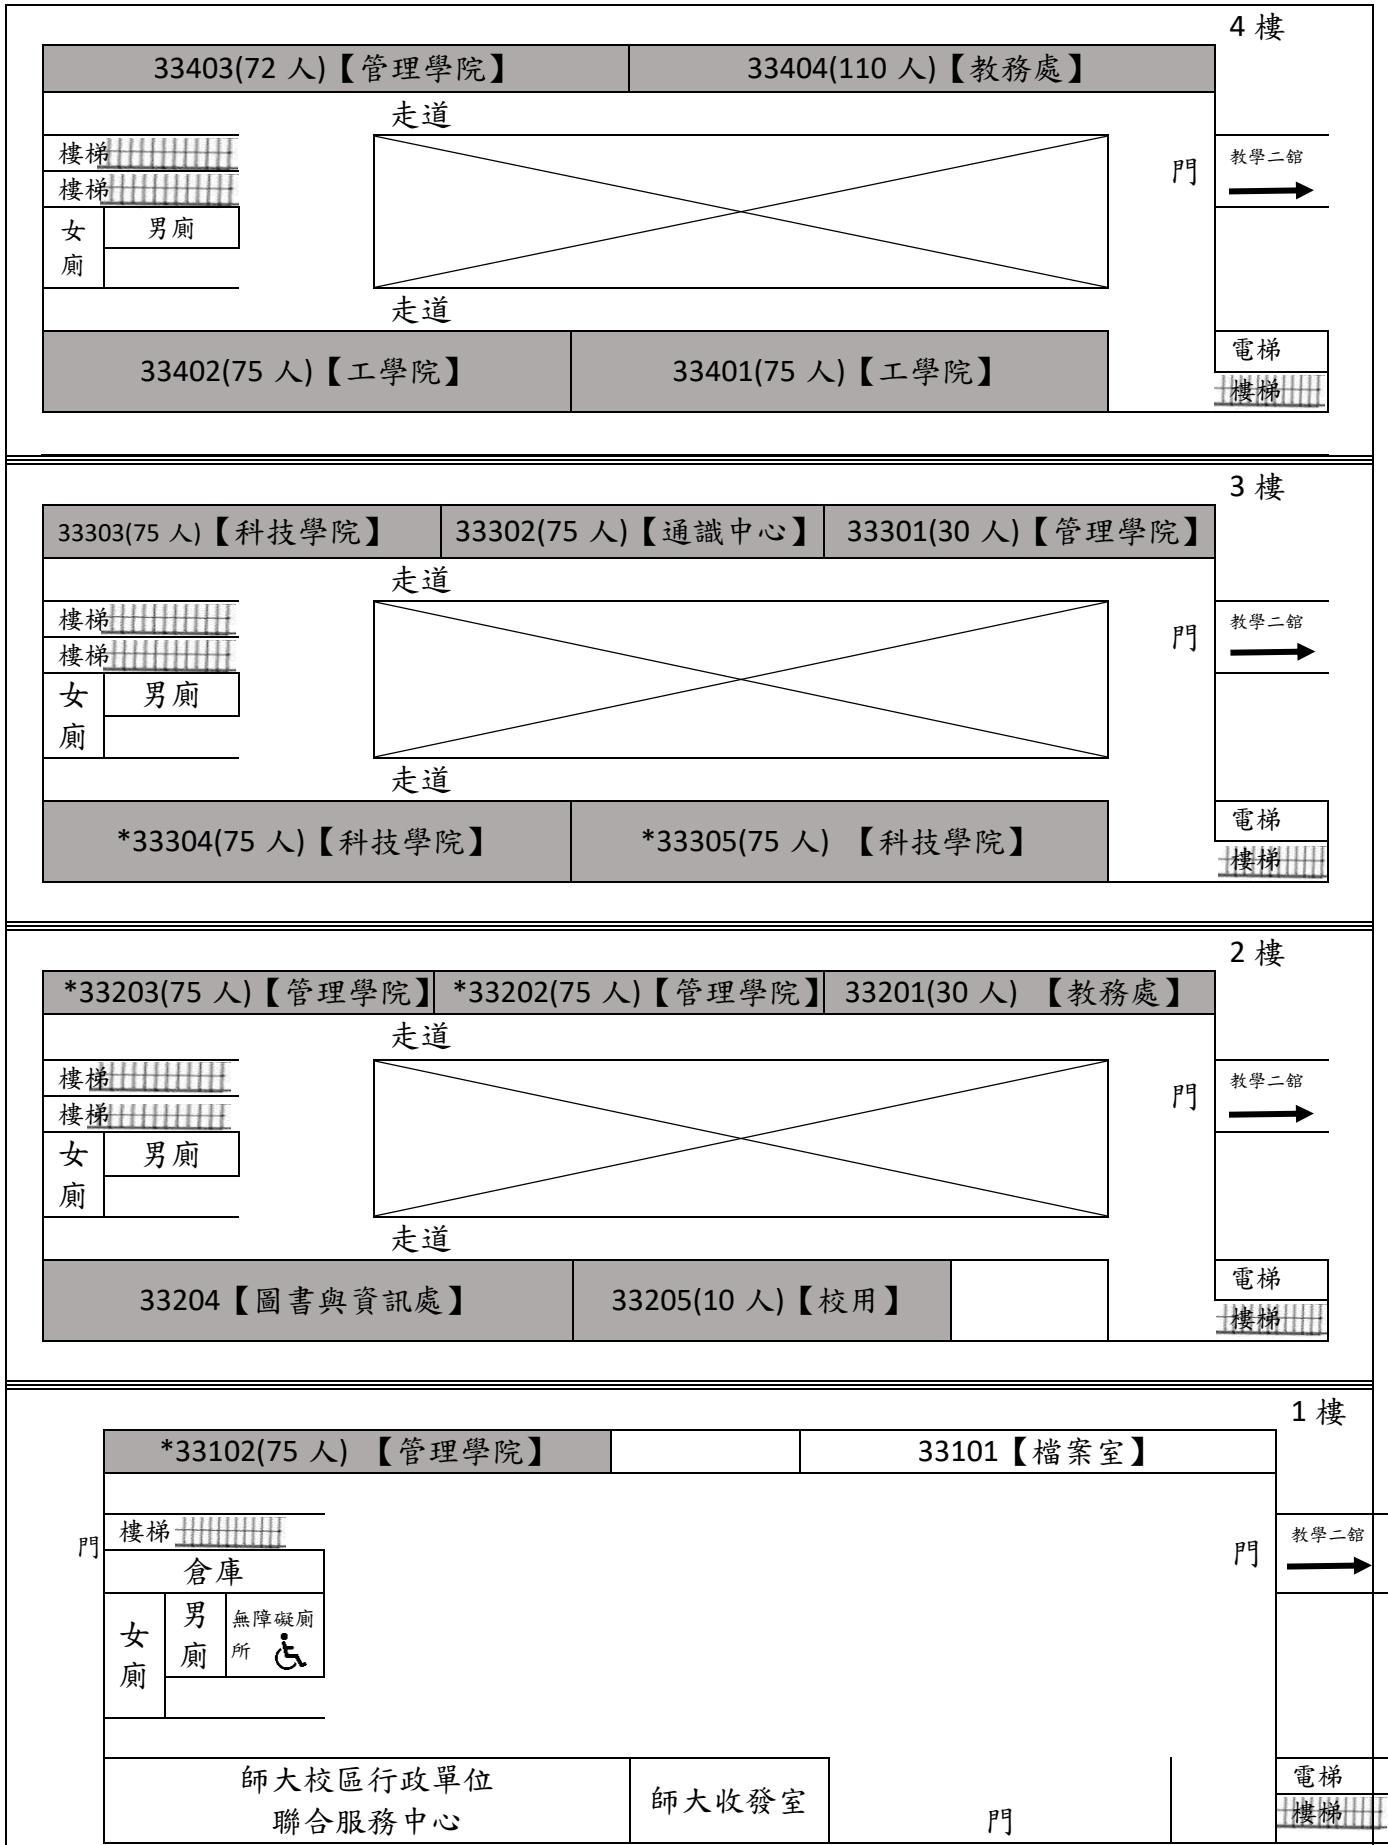 4 樓
33403(72 人)【管理學院】
33404(110 人)【教務處】
走道
樓梯
樓梯
女廁
男廁
門
教學二舘
走道
33402(75 人)【工學院】
33401(75 人)【工學院】
電梯
樓梯
3 樓
33303(75 人)【科技學院】
33302(75 人)【通識中心】
33301(30 人)【管理學院】
走道
樓梯
樓梯
女廁
男廁
門
教學二舘
走道
*33304(75 人)【科技學院】
*33305(75 人) 【科技學院】
電梯
樓梯
2 樓
*33203(75 人)【管理學院】
*33202(75 人)【管理學院】
33201(30 人) 【教務處】
走道
樓梯
樓梯
女廁
男廁
門
教學二舘
走道
33204【圖書與資訊處】
33205(10 人)【校用】
電梯
樓梯
1 樓
*33102(75 人) 【管理學院】
33101【檔案室】
門
樓梯
倉庫
女廁
男廁
無障礙廁
所
門
教學二舘
師大校區行政單位
聯合服務中心
師大收發室
門
電梯
樓梯